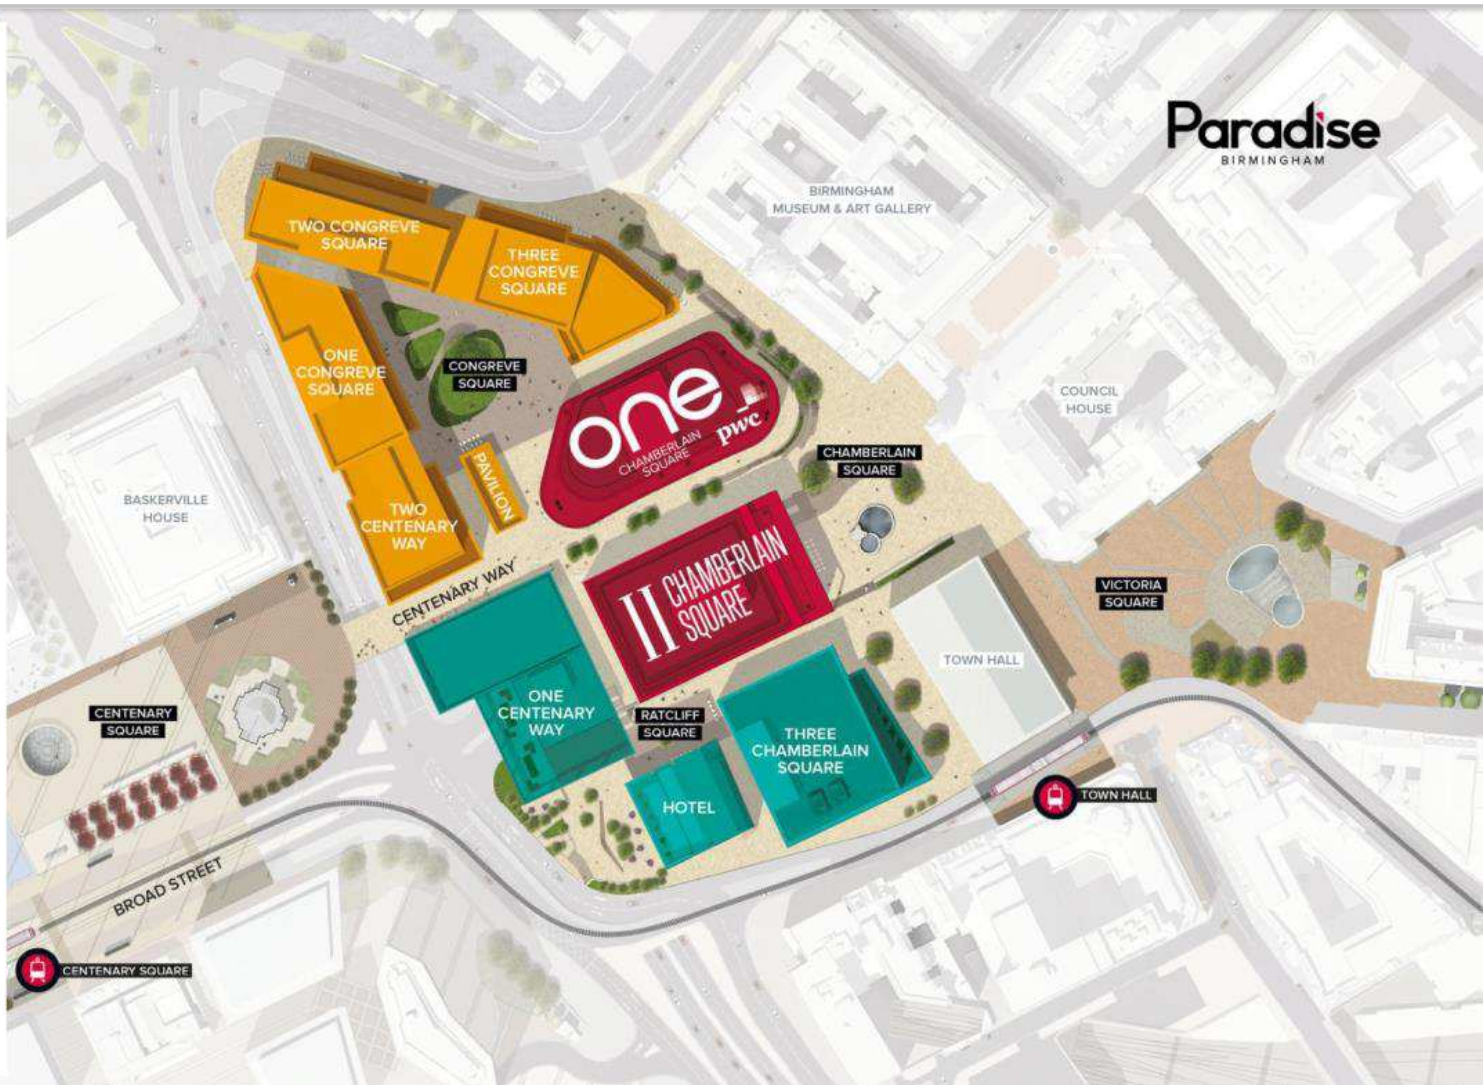 Paradise
BIRMINGHAM
BIRMINGHAM
MUSEUM & ART GALLERY
TWO CONGREVE
SQUARE
THREE
CONGREVE
SQUARE
ONE
CONGREVE
SQUARE
CONGREVE
SQUARE
one
CHAMBERLAIN
SQUARE
pwc
COUNCIL
HOUSE
CHAMBERLAIN
SQUARE
PAVILION
BASKERVILLE
HOUSE
TWO
CENTENARY
WAY
CENTENARY WAY
II CHAMBERLAIN
SQUARE
VICTORIA
SQUARE
TOWN HALL
ONE
CENTENARY
WAY
RATCLIFF
SQUARE
CENTENARY
SQUARE
THREE
CHAMBERLAIN
SQUARE
HOTEL
TOWN HALL
BROAD STREET
CENTENARY SQUARE